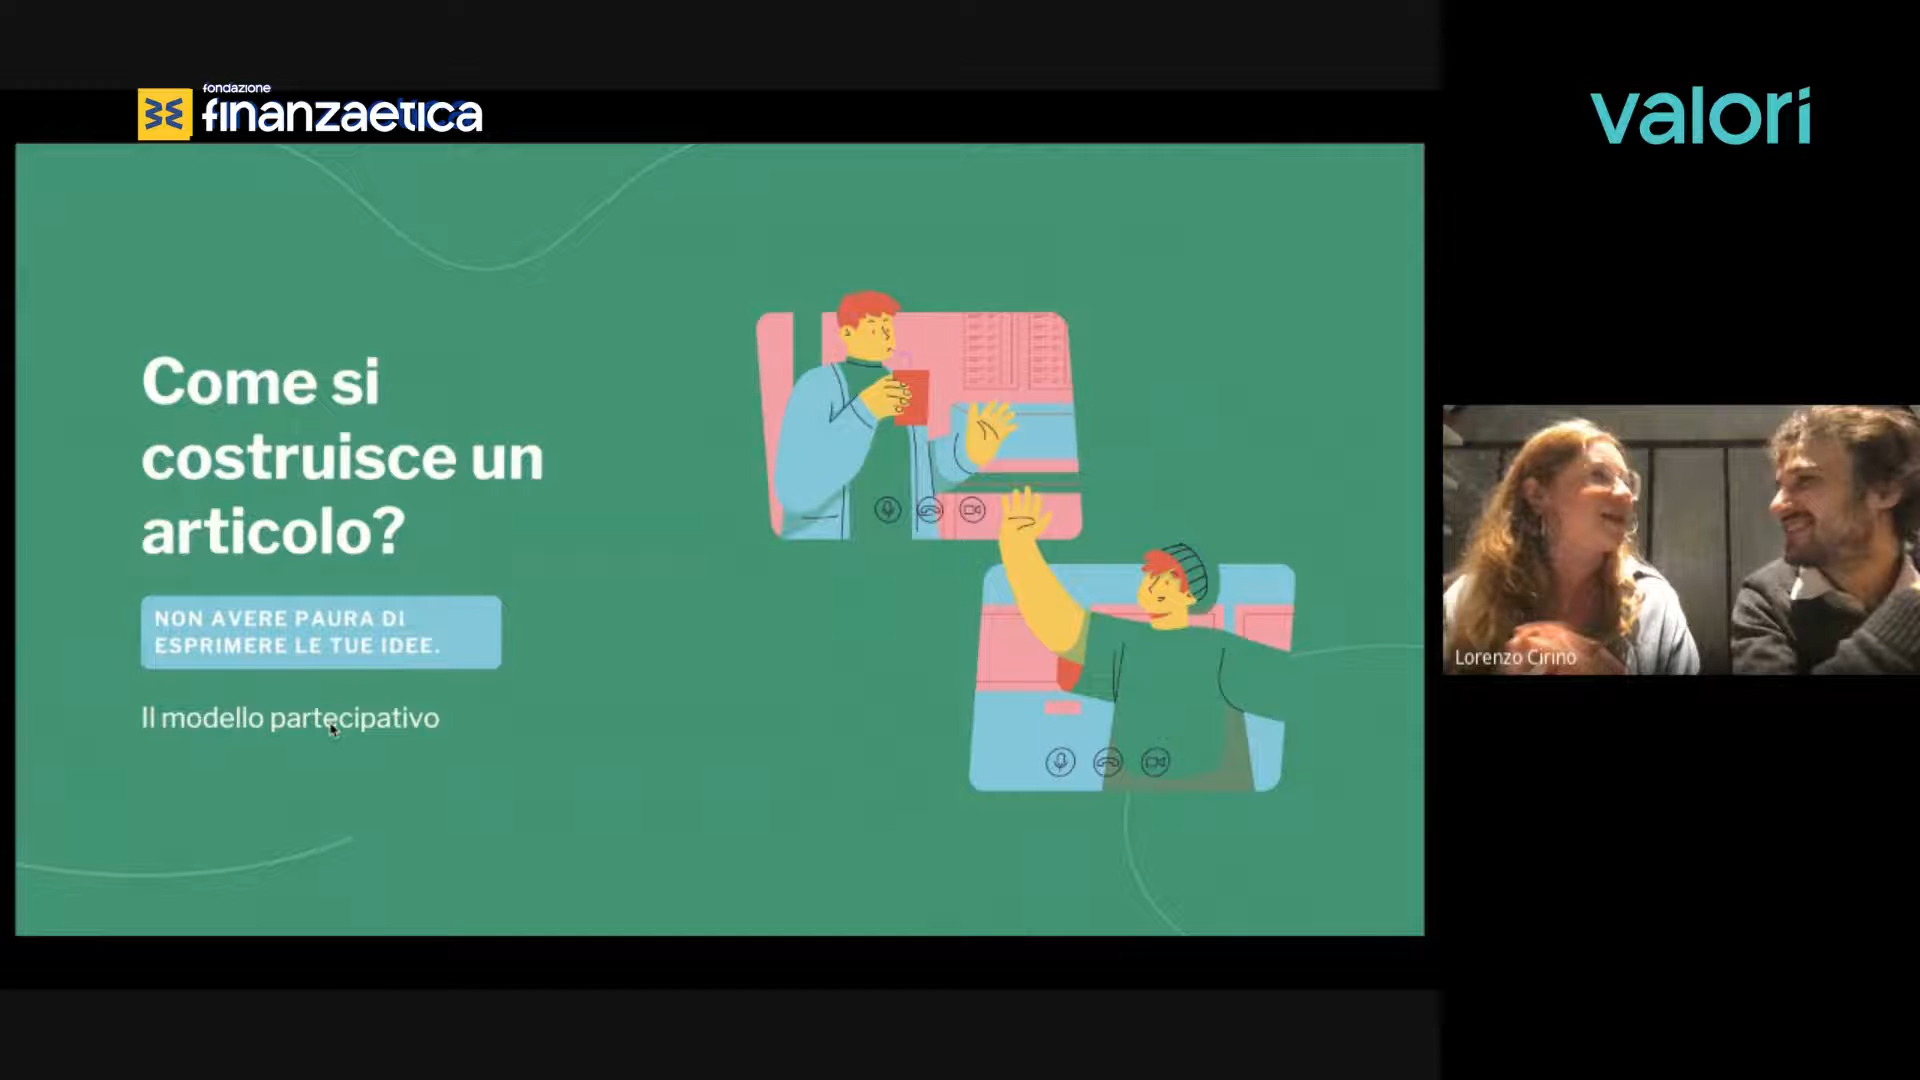 fondazione
finanzaetica
valori
Come si
costruisce un
articolo?
NON AVERE PAURA DI
ESPRIMERE LE TUE IDEE.
Il modello partecipativo
Lorenzo Cirino